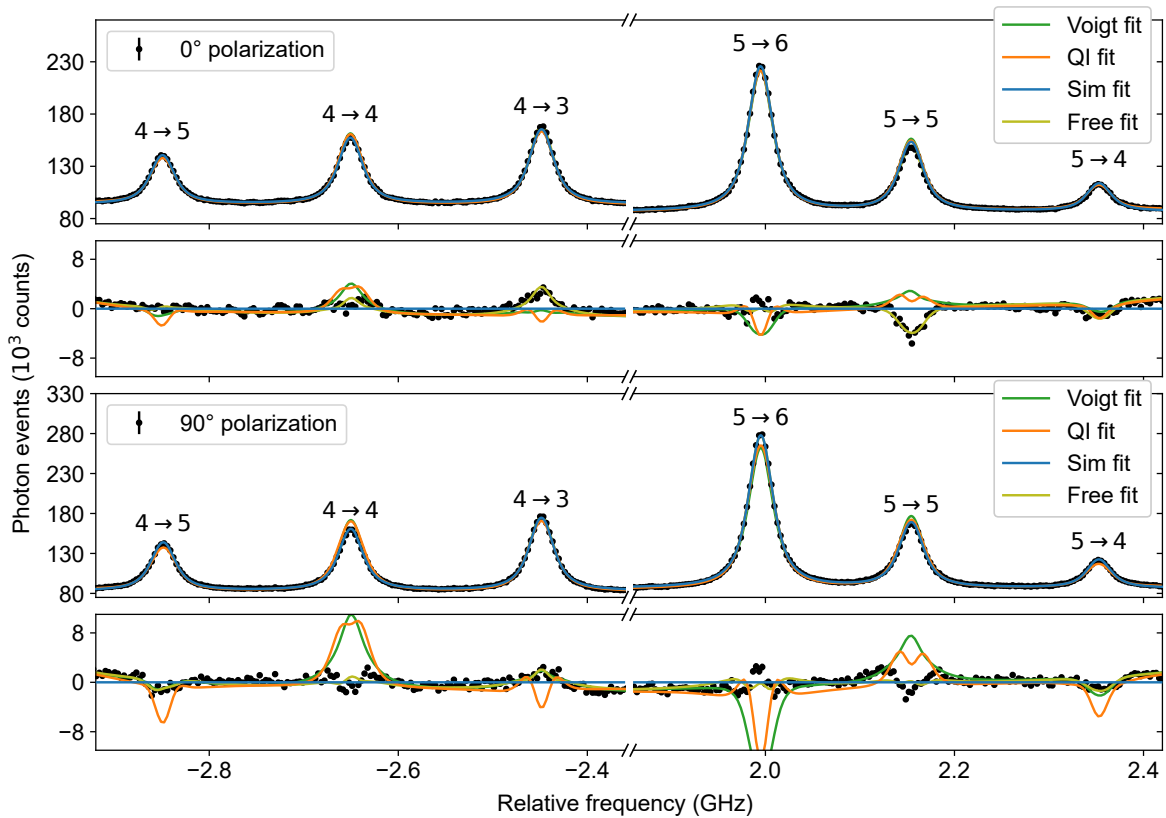 0° polarization
4→5
4→4
4→3
5→6
5→5
5→4
Voigt fit
QI fit
Sim fit
Free fit
230
180
130
80
8
0
−8
Photon events (10³ counts)
90° polarization
4→5
4→4
4→3
5→6
5→5
5→4
Voigt fit
QI fit
Sim fit
Free fit
330
280
230
180
130
80
8
0
−8
−2.8
−2.6
−2.4
2.0
2.2
2.4
Relative frequency (GHz)